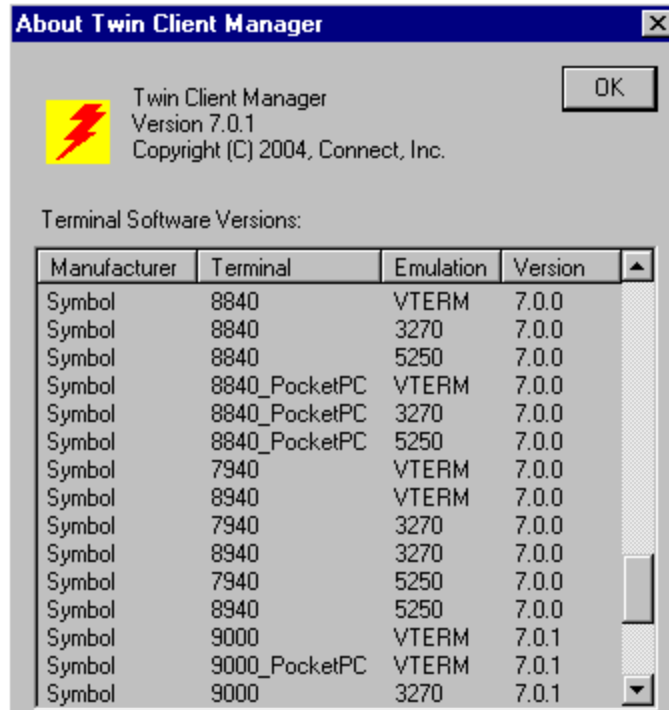 About Twin Client Manager
OK
Twin Client Manager
Version 7.0.1
Copyright (C) 2004, Connect, Inc.
Terminal Software Versions:
Manufacturer Terminal Emulation Version
Symbol 8840 VTERM 7.0.0
Symbol 8840 3270 7.0.0
Symbol 8840 5250 7.0.0
Symbol 8840_PocketPC VTERM 7.0.0
Symbol 8840_PocketPC 3270 7.0.0
Symbol 8840_PocketPC 5250 7.0.0
Symbol 7940 VTERM 7.0.0
Symbol 8940 VTERM 7.0.0
Symbol 7940 3270 7.0.0
Symbol 8940 3270 7.0.0
Symbol 7940 5250 7.0.0
Symbol 8940 5250 7.0.0
Symbol 9000 VTERM 7.0.1
Symbol 9000_PocketPC VTERM 7.0.1
Symbol 9000 3270 7.0.1